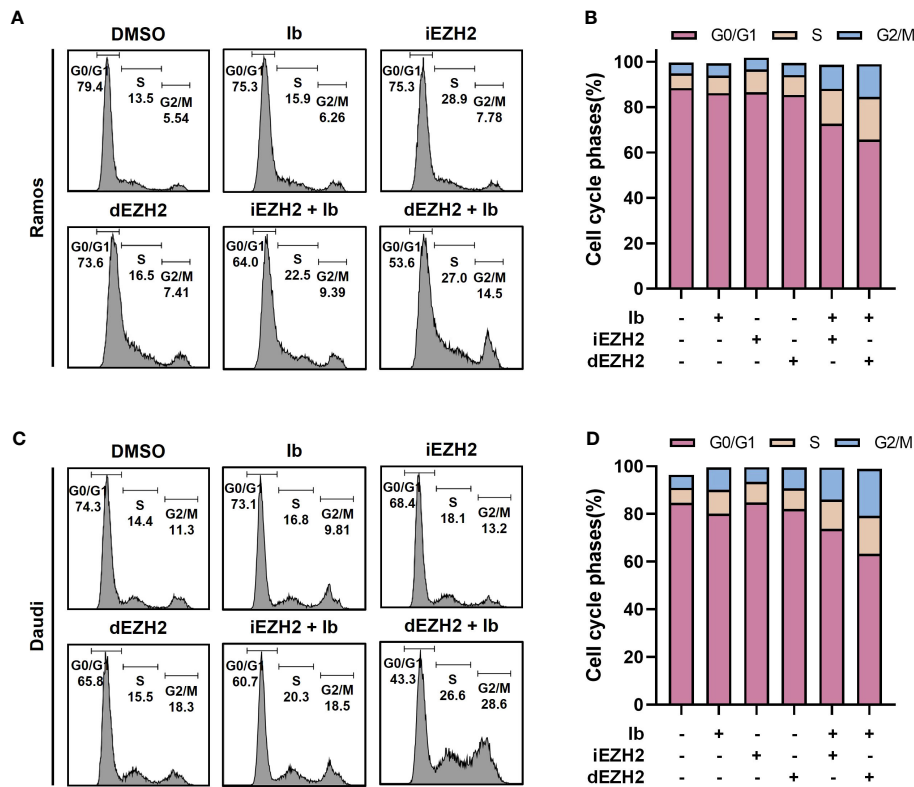 A
DMSO
G0/G1
79.4
S
13.5
G2/M
5.54
Ib
G0/G1
75.3
S
15.9
G2/M
6.26
iEZH2
G0/G1
75.3
S
28.9
G2/M
7.78
Ramos
dEZH2
G0/G1
73.6
S
16.5
G2/M
7.41
iEZH2 + Ib
G0/G1
64.0
S
22.5
G2/M
9.39
dEZH2 + Ib
G0/G1
53.6
S
27.0
G2/M
14.5
B
G0/G1 S G2/M
Cell cycle phases(%)
100
80
60
40
20
0
Ib - + - - + +
iEZH2 - - + - + -
dEZH2 - - - + - +
C
DMSO
G0/G1
74.3
S
14.4
G2/M
11.3
Ib
G0/G1
73.1
S
16.8
G2/M
9.81
iEZH2
G0/G1
68.4
S
18.1
G2/M
13.2
Daudi
dEZH2
G0/G1
65.8
S
15.5
G2/M
18.3
iEZH2 + Ib
G0/G1
60.7
S
20.3
G2/M
18.5
dEZH2 + Ib
G0/G1
43.3
S
26.6
G2/M
28.6
D
G0/G1 S G2/M
Cell cycle phases(%)
100
80
60
40
20
0
Ib - + - - + +
iEZH2 - - + - + -
dEZH2 - - - + - +